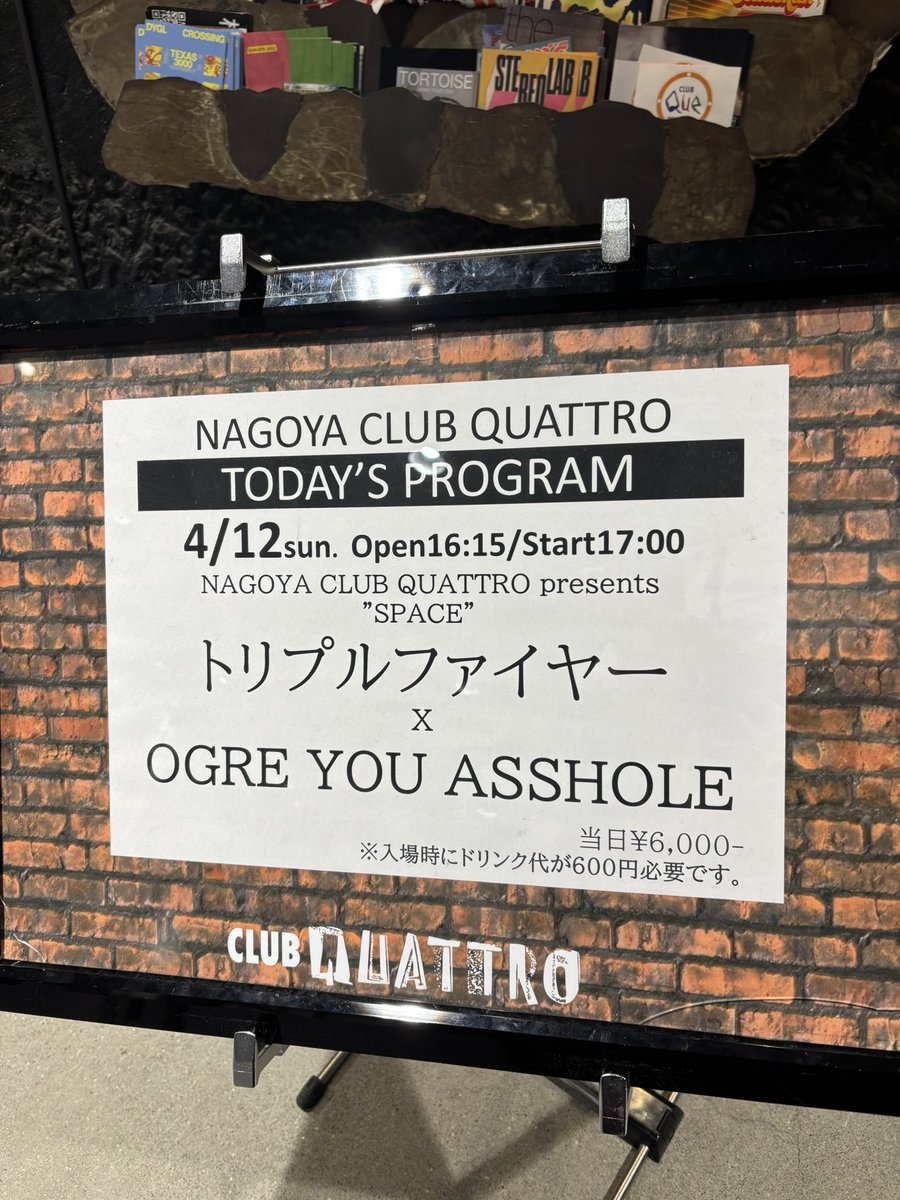 DYGL CROSSING
TEXAS
3000
the
TORTOISE
STEREOLAB
CLUB
Que
NAGOYA CLUB QUATTRO
TODAY'S PROGRAM
4/12sun. Open16:15/Start17:00
NAGOYA CLUB QUATTRO presents
"SPACE"
トリプルファイヤー
X
OGRE YOU ASSHOLE
当日¥6,000-
※入場時にドリンク代が600円必要です。
CLUB QUATTRO